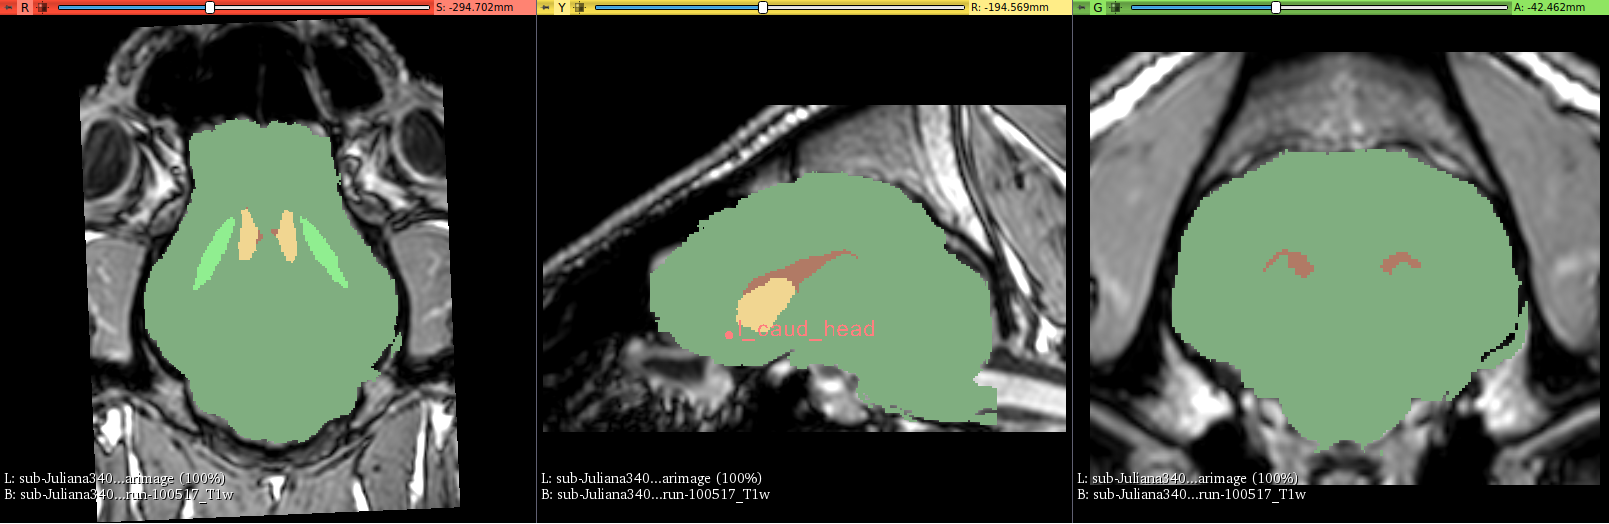 R
S: -294.702mm
Y
R: -194.569mm
G
A: -42.462mm
l_caud_head
L: sub-Juliana340...arimage (100%)
B: sub-Juliana340...run-100517_T1w
L: sub-Juliana340...arimage (100%)
B: sub-Juliana340...run-100517_T1w
L: sub-Juliana340...arimage (100%)
B: sub-Juliana340...run-100517_T1w